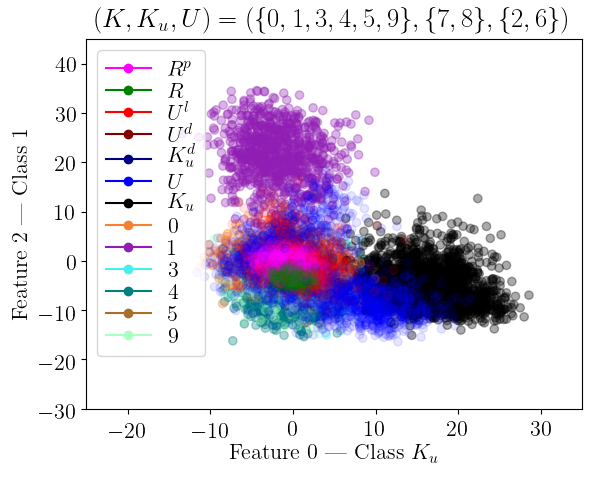 (K, K_u, U) = ({0, 1, 3, 4, 5, 9}, {7, 8}, {2, 6})
40
30
20
10
0
−10
−20
−30
Feature 2 — Class 1
R^p
R
U^l
U^d
K_u^d
U
K_u
0
1
3
4
5
9
−20
−10
0
10
20
30
Feature 0 — Class K_u